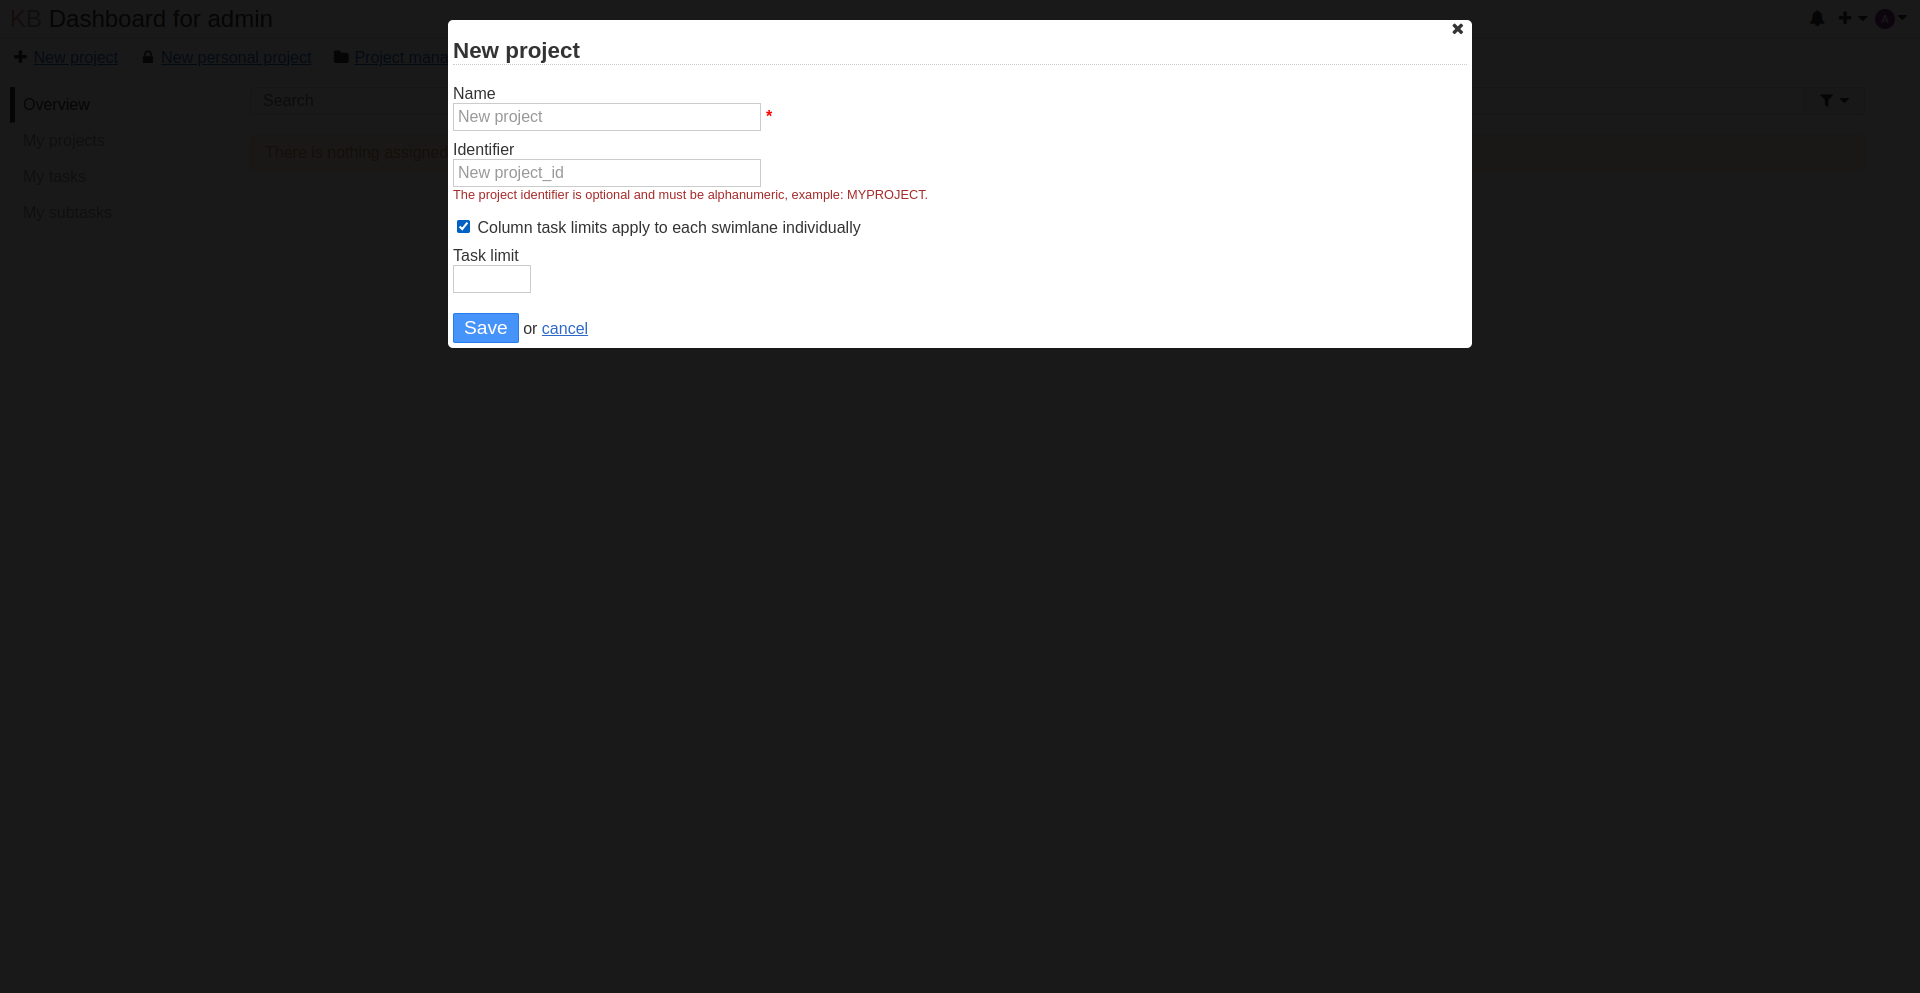 KB Dashboard for admin
A
New project
New personal project
Project mana
Overview
My projects
My tasks
My subtasks
Search
There is nothing assigned
New project
Name
New project *
Identifier
New project_id
The project identifier is optional and must be alphanumeric, example: MYPROJECT.
Column task limits apply to each swimlane individually
Task limit
Save or cancel